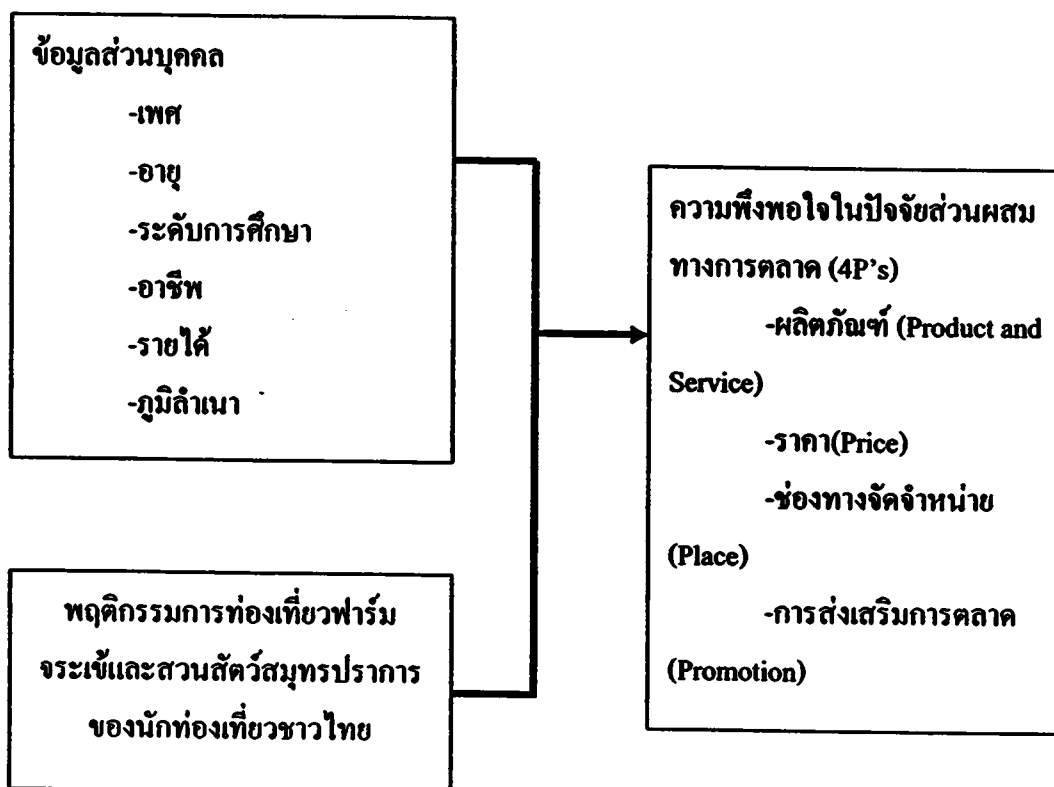 ข้อมูลส่วนบุคคล
-เพศ
-อายุ
-ระดับการศึกษา
-อาชีพ
-รายได้
-ภูมิลำเนา
พฤติกรรมการท่องเที่ยวฟาร์ม
จระเข้และสวนสัตว์สมุทรปราการ
ของนักท่องเที่ยวชาวไทย
ความพึงพอใจในปัจจัยส่วนผสม
ทางการตลาด (4P's)
-ผลิตภัณฑ์ (Product and
Service)
-ราคา(Price)
-ช่องทางจัดจำหน่าย
(Place)
-การส่งเสริมการตลาด
(Promotion)